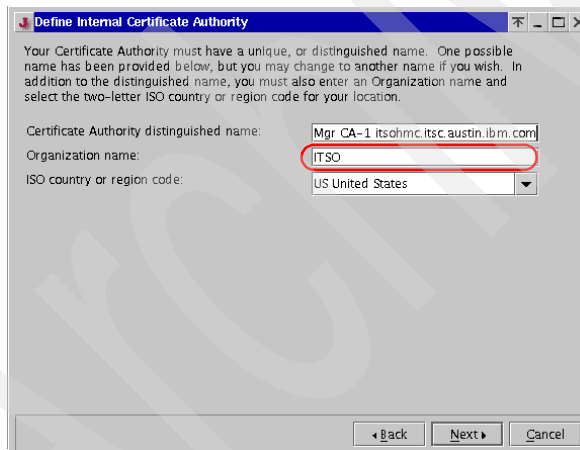 Define Internal Certificate Authority
Your Certificate Authority must have a unique, or distinguished name. One possible
name has been provided below, but you may change to another name if you wish. In
addition to the distinguished name, you must also enter an Organization name and
select the two-letter ISO country or region code for your location.
Certificate Authority distinguished name: Mgr CA-1 itsohmc.itsc.austin.ibm.com
Organization name: ITSO
ISO country or region code: US United States
Back Next Cancel